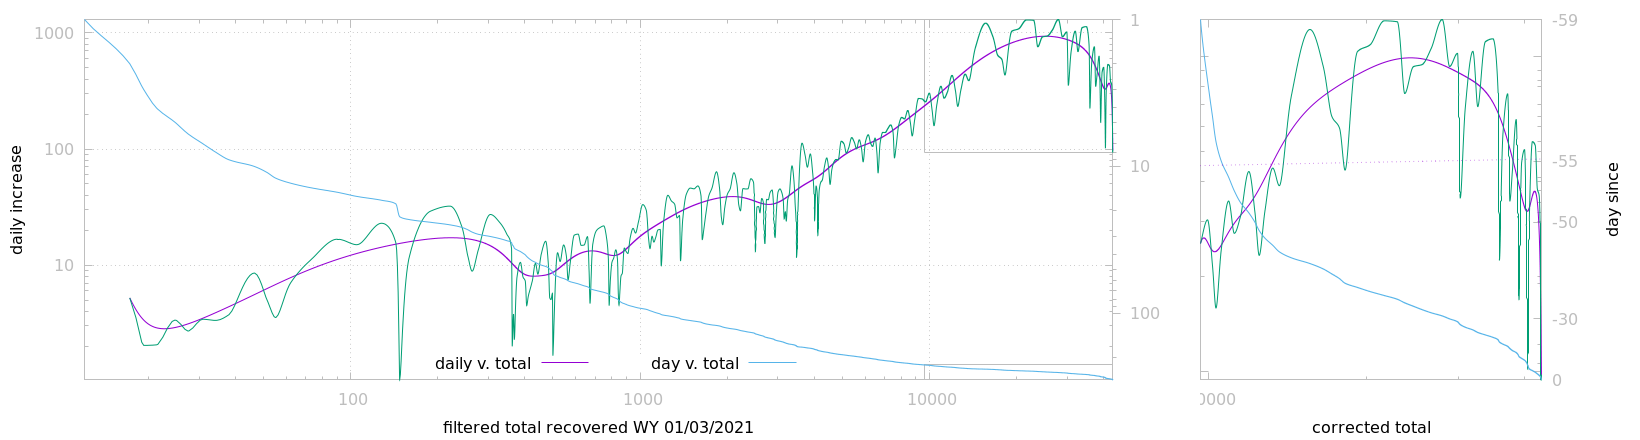 1000
100
10
daily increase
1
10
100
daily v. total
day v. total
100
1000
10000
filtered total recovered WY 01/03/2021
-59
-55
-50
-30
0
day since
0000
corrected total